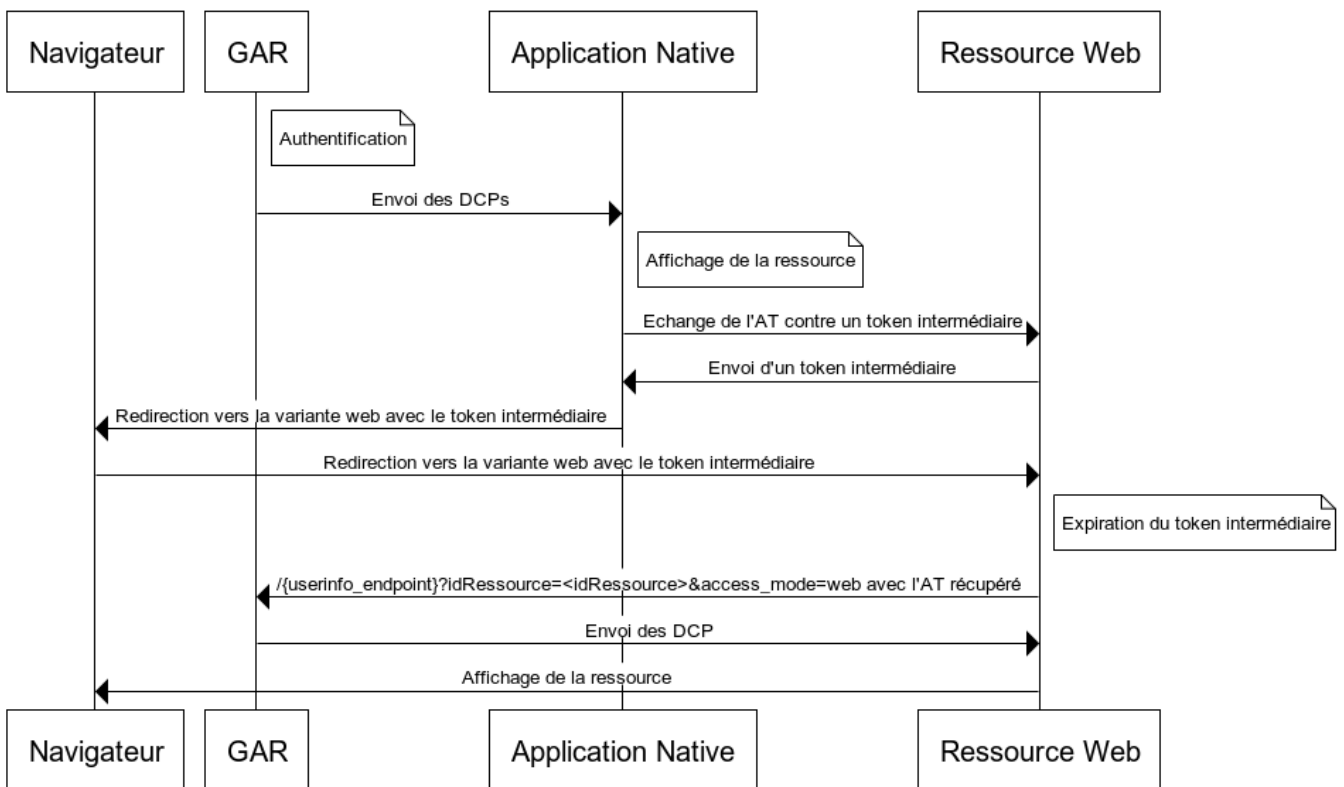 Navigateur
GAR
Application Native
Ressource Web
Authentification
Envoi des DCPs
Affichage de la ressource
Echange de l'AT contre un token intermédiaire
Envoi d'un token intermédiaire
Redirection vers la variante web avec le token intermédiaire
Redirection vers la variante web avec le token intermédiaire
Expiration du token intermédiaire
/{userinfo_endpoint}?idRessource=<idRessource>&access_mode=web avec l'AT récupéré
Envoi des DCP
Affichage de la ressource
Navigateur
GAR
Application Native
Ressource Web